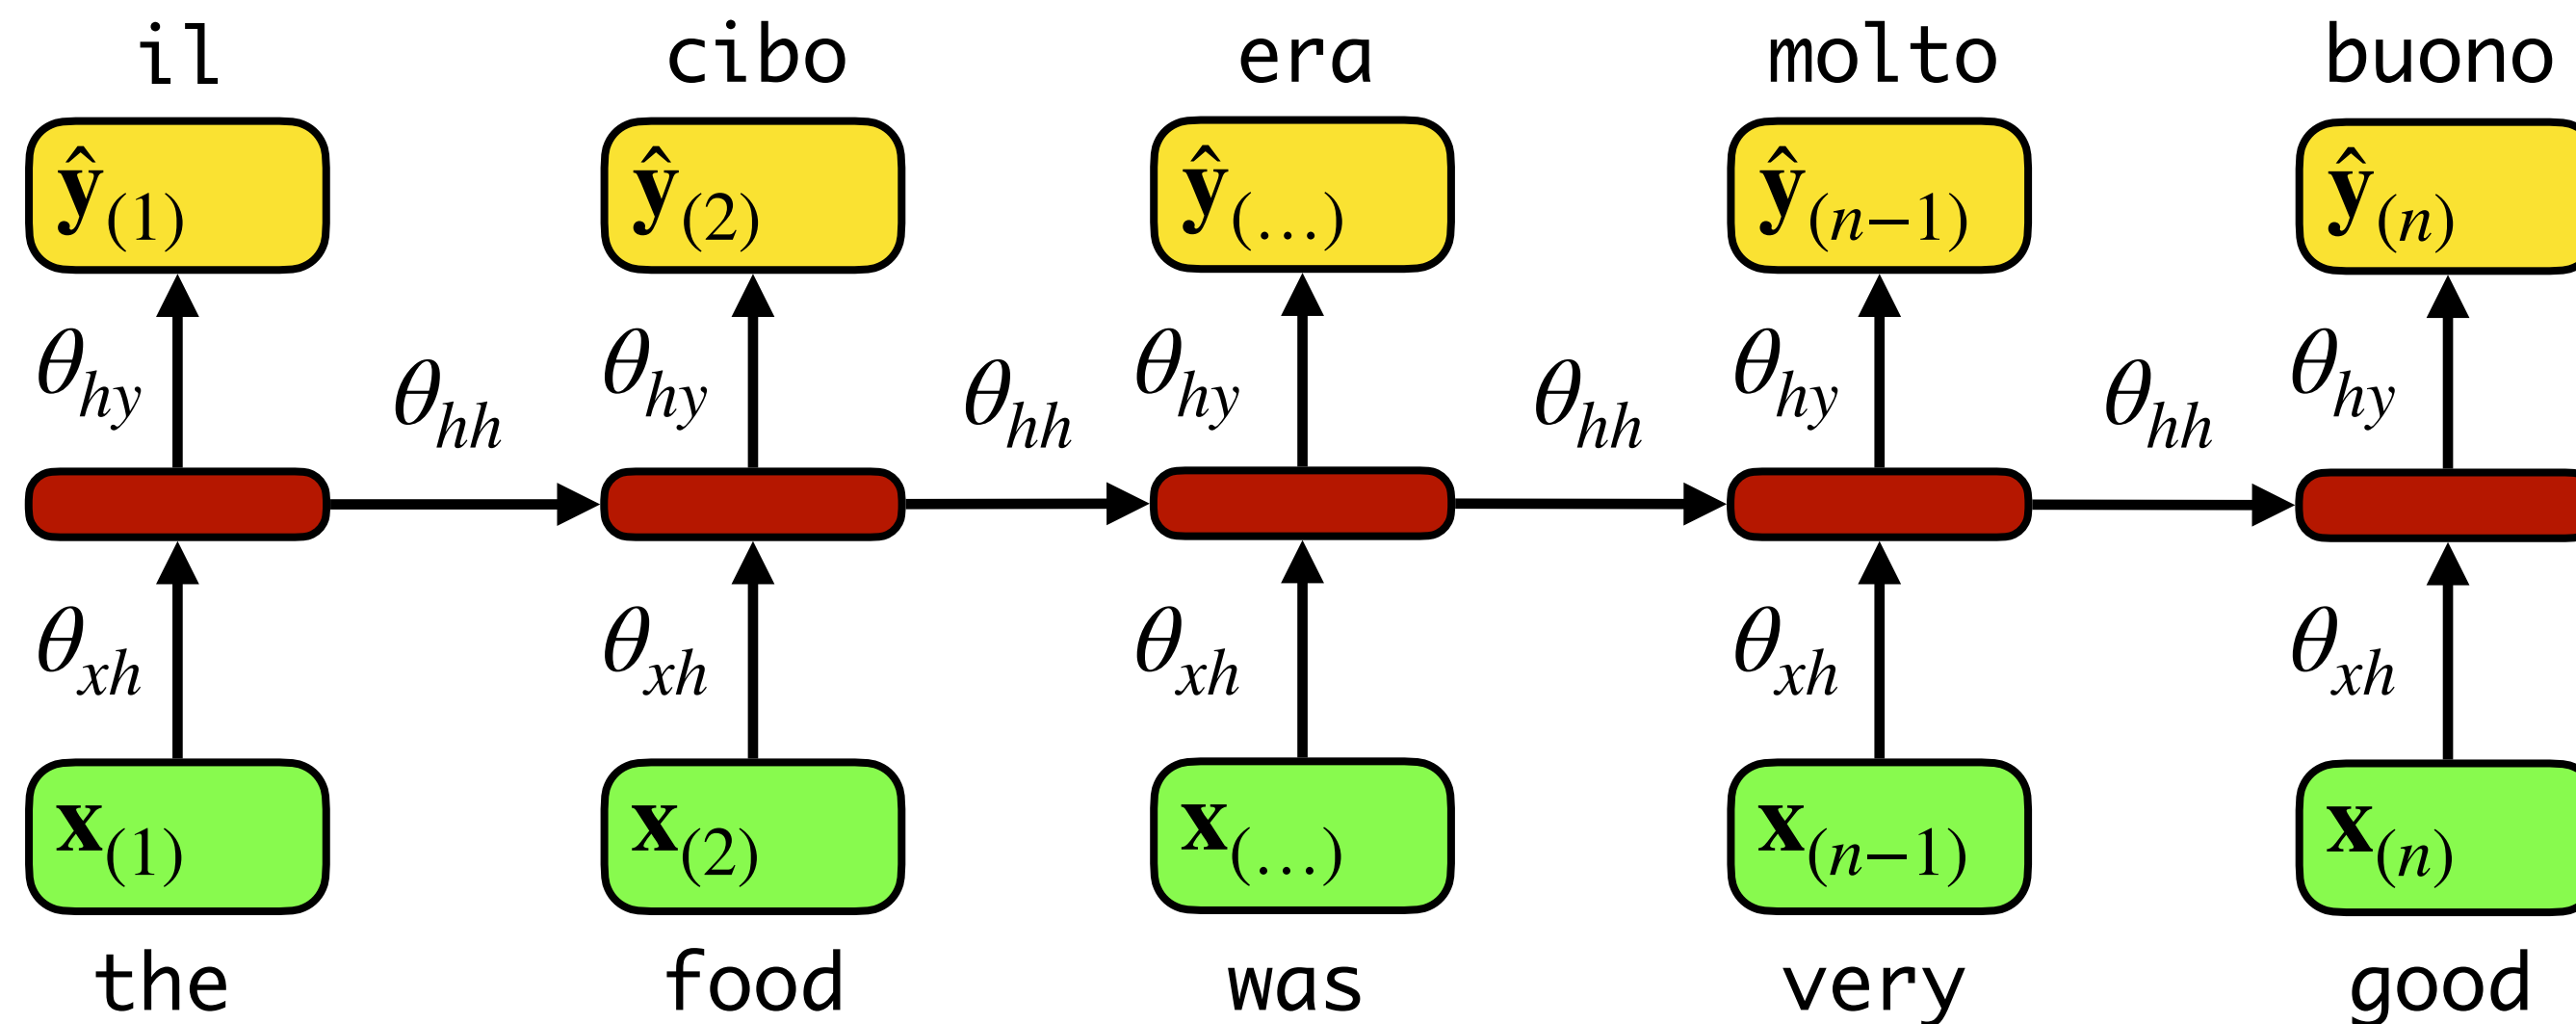 il cibo era molto buono
ŷ(1) ŷ(2) ŷ(…) ŷ(n−1) ŷ(n)
θhy θhh θhy θhh θhy θhh θhy θhh θhy
θxh θxh θxh θxh θxh
x(1) x(2) x(…) x(n−1) x(n)
the food was very good